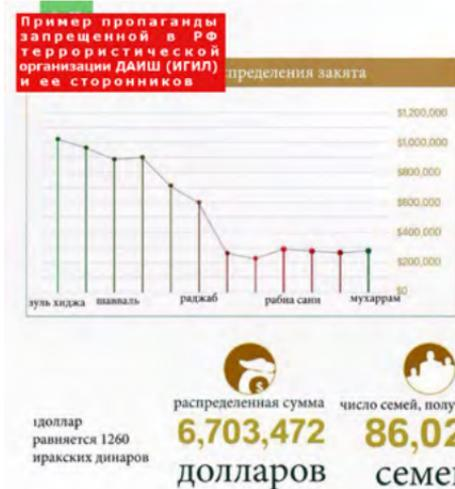 Пример пропаганды
запрещенной в РФ
террористической
организации ДАИШ (ИГИЛ)
и ее сторонников
спределения закята
$1,200,000
$1,000,000
$800,000
$600,000
$400,000
$200,000
$0
зуль хиджа шавваль раджаб рабиа сани мухаррам
распределенная сумма число семей, полу
1доллар
равняется 1260
иракских динаров
6,703,472 86,02
долларов семе